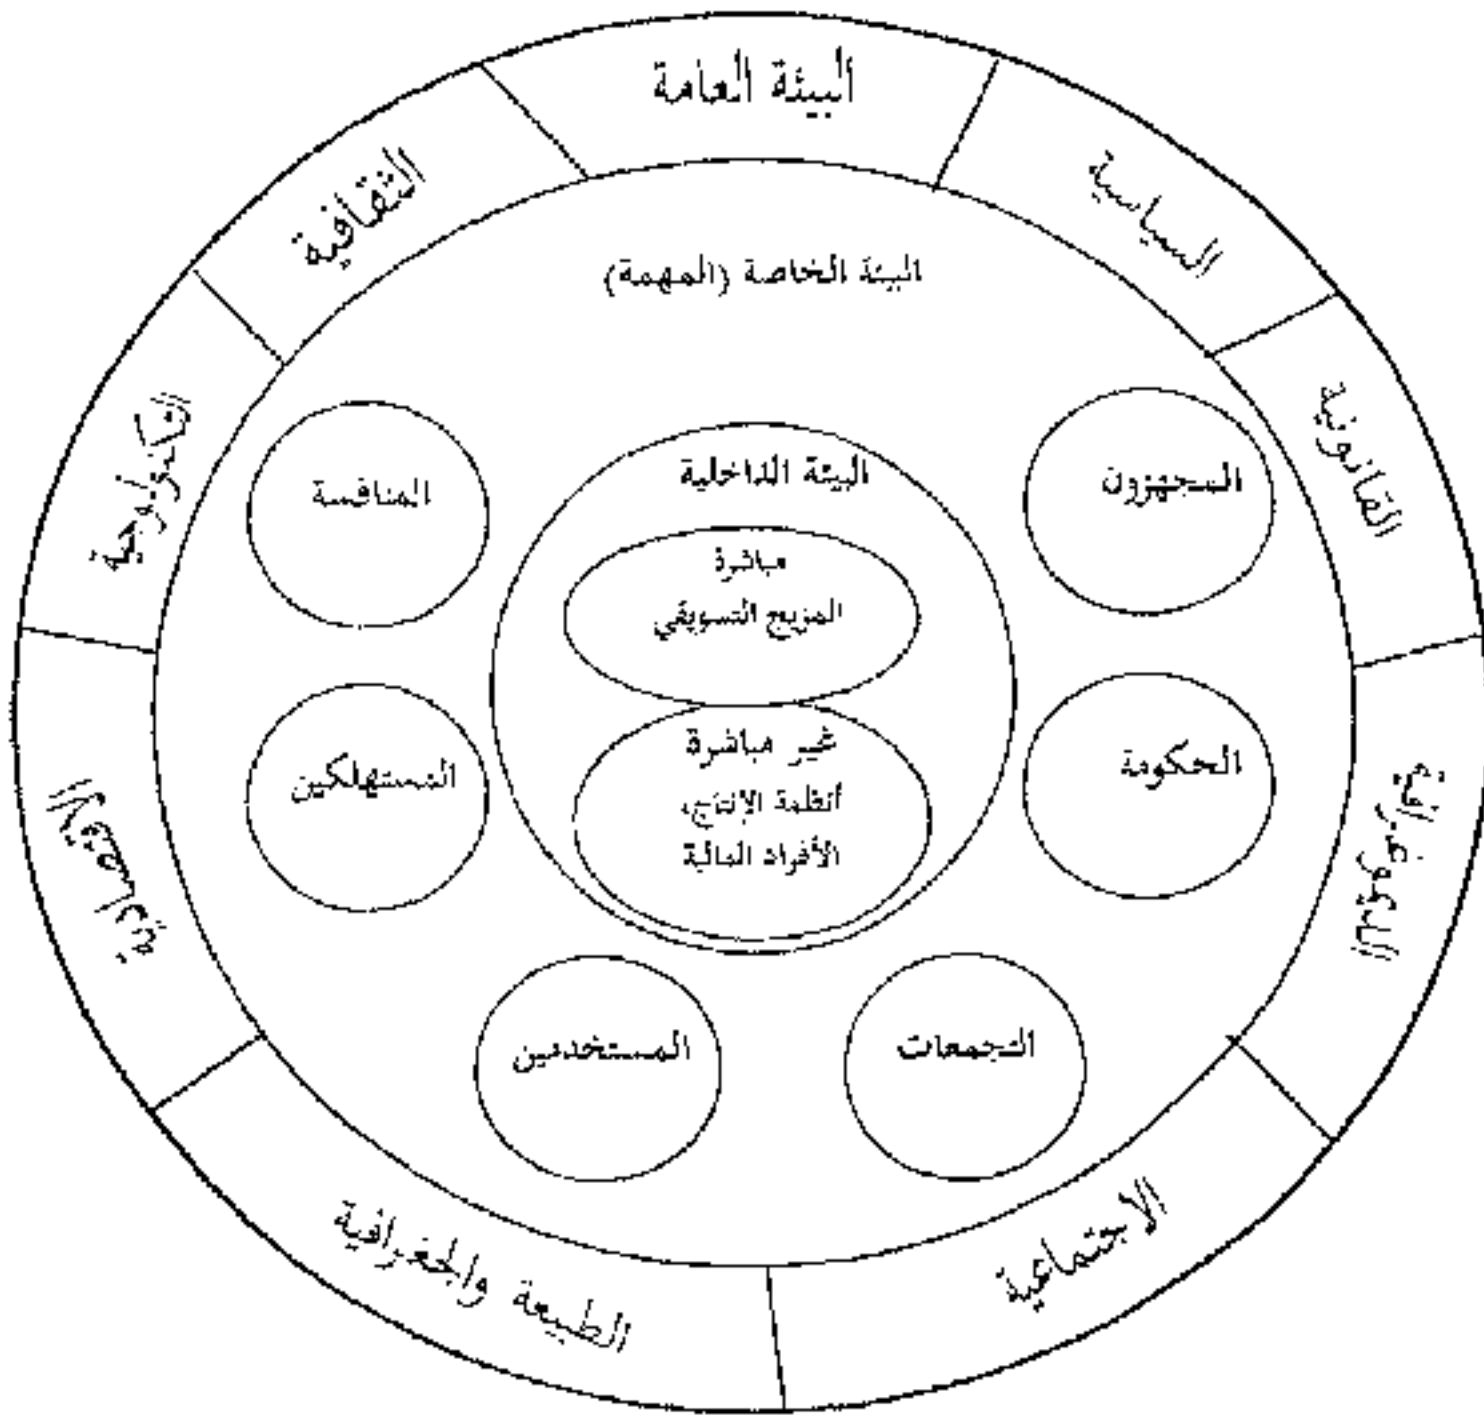 البيئة العامة
السياسية
القانونية
الديموغرافية
الاجتماعية
الطبيعة والجغرافية
الاقتصادية
التكنولوجية
الثقافية
البيئة الخاصة (المهمة)
المجهزون
الحكومة
التجمعات
المستخدمين
المستهلكين
المنافسة
البيئة الداخلية
مباشرة
المزيج التسويقي
غير مباشرة
أنظمة الإنتاج،
الأفراد المالية